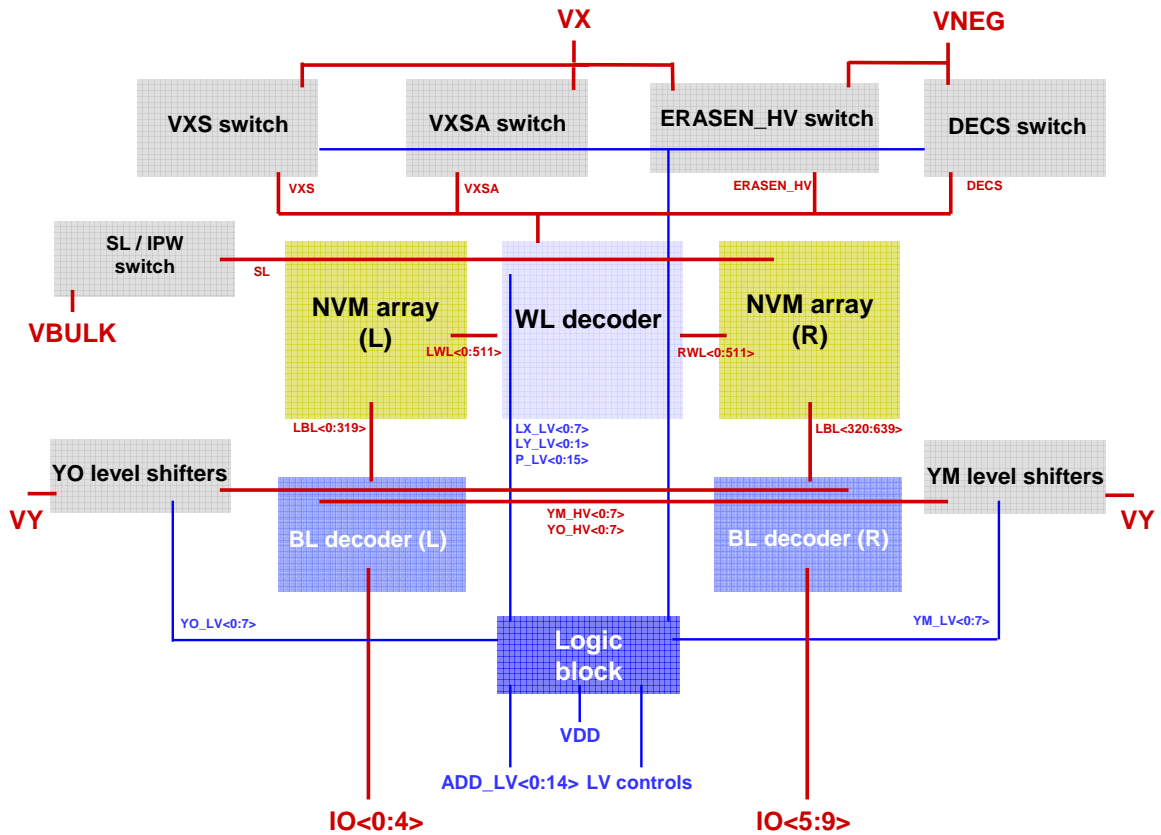 VX
VNEG
VXS switch
VXSA switch
ERASEN_HV switch
DECS switch
VXS
VXSA
ERASEN_HV
DECS
SL / IPW
switch
SL
VBULK
NVM array
(L)
WL decoder
NVM array
(R)
LWL<0:511>
RWL<0:511>
LBL<0:319>
LX_LV<0:7>
LY_LV<0:1>
P_LV<0:15>
LBL<320:639>
YO level shifters
YM level shifters
VY
VY
YM_HV<0:7>
YO_HV<0:7>
BL decoder (L)
BL decoder (R)
YO_LV<0:7>
YM_LV<0:7>
Logic
block
VDD
ADD_LV<0:14> LV controls
IO<0:4>
IO<5:9>